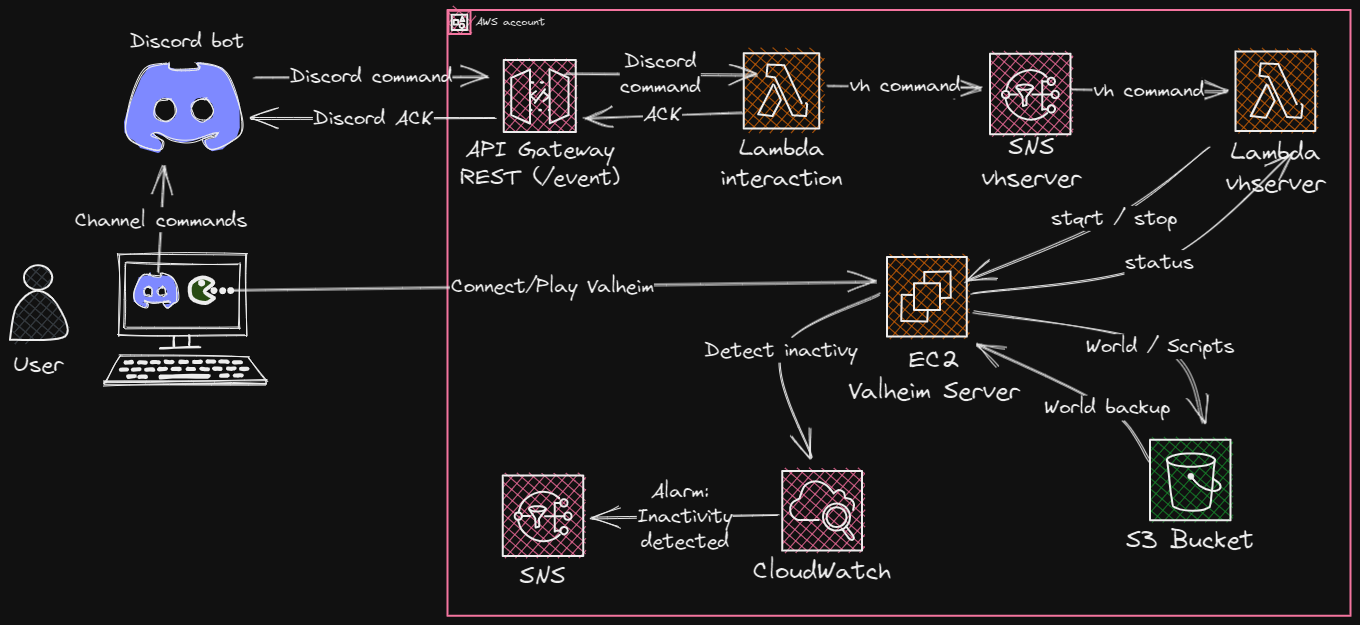 Discord bot
AWS account
Discord command
Discord ACK
API Gateway
REST (/event)
Discord
command
ACK
Lambda
interaction
vh command
SNS
vhserver
vh command
Lambda
vhserver
start / stop
status
Channel commands
User
Connect/Play Valheim
EC2
Valheim Server
Detect inactivy
World / Scripts
World backup
S3 Bucket
Alarm:
Inactivity
detected
SNS
CloudWatch